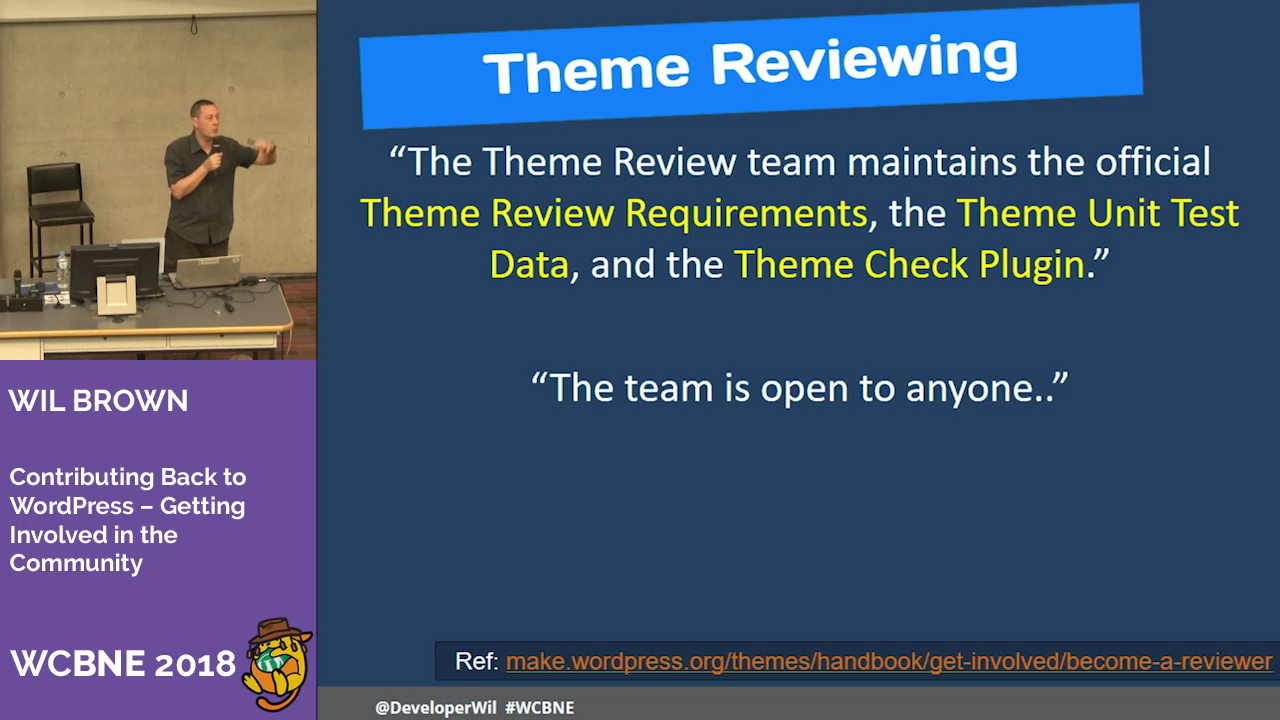 Theme Reviewing
“The Theme Review team maintains the official
Theme Review Requirements, the Theme Unit Test
Data, and the Theme Check Plugin.”
“The team is open to anyone..”
Ref: make.wordpress.org/themes/handbook/get-involved/become-a-reviewer
@DeveloperWil #WCBNE
WIL BROWN
Contributing Back to
WordPress – Getting
Involved in the
Community
WCBNE 2018